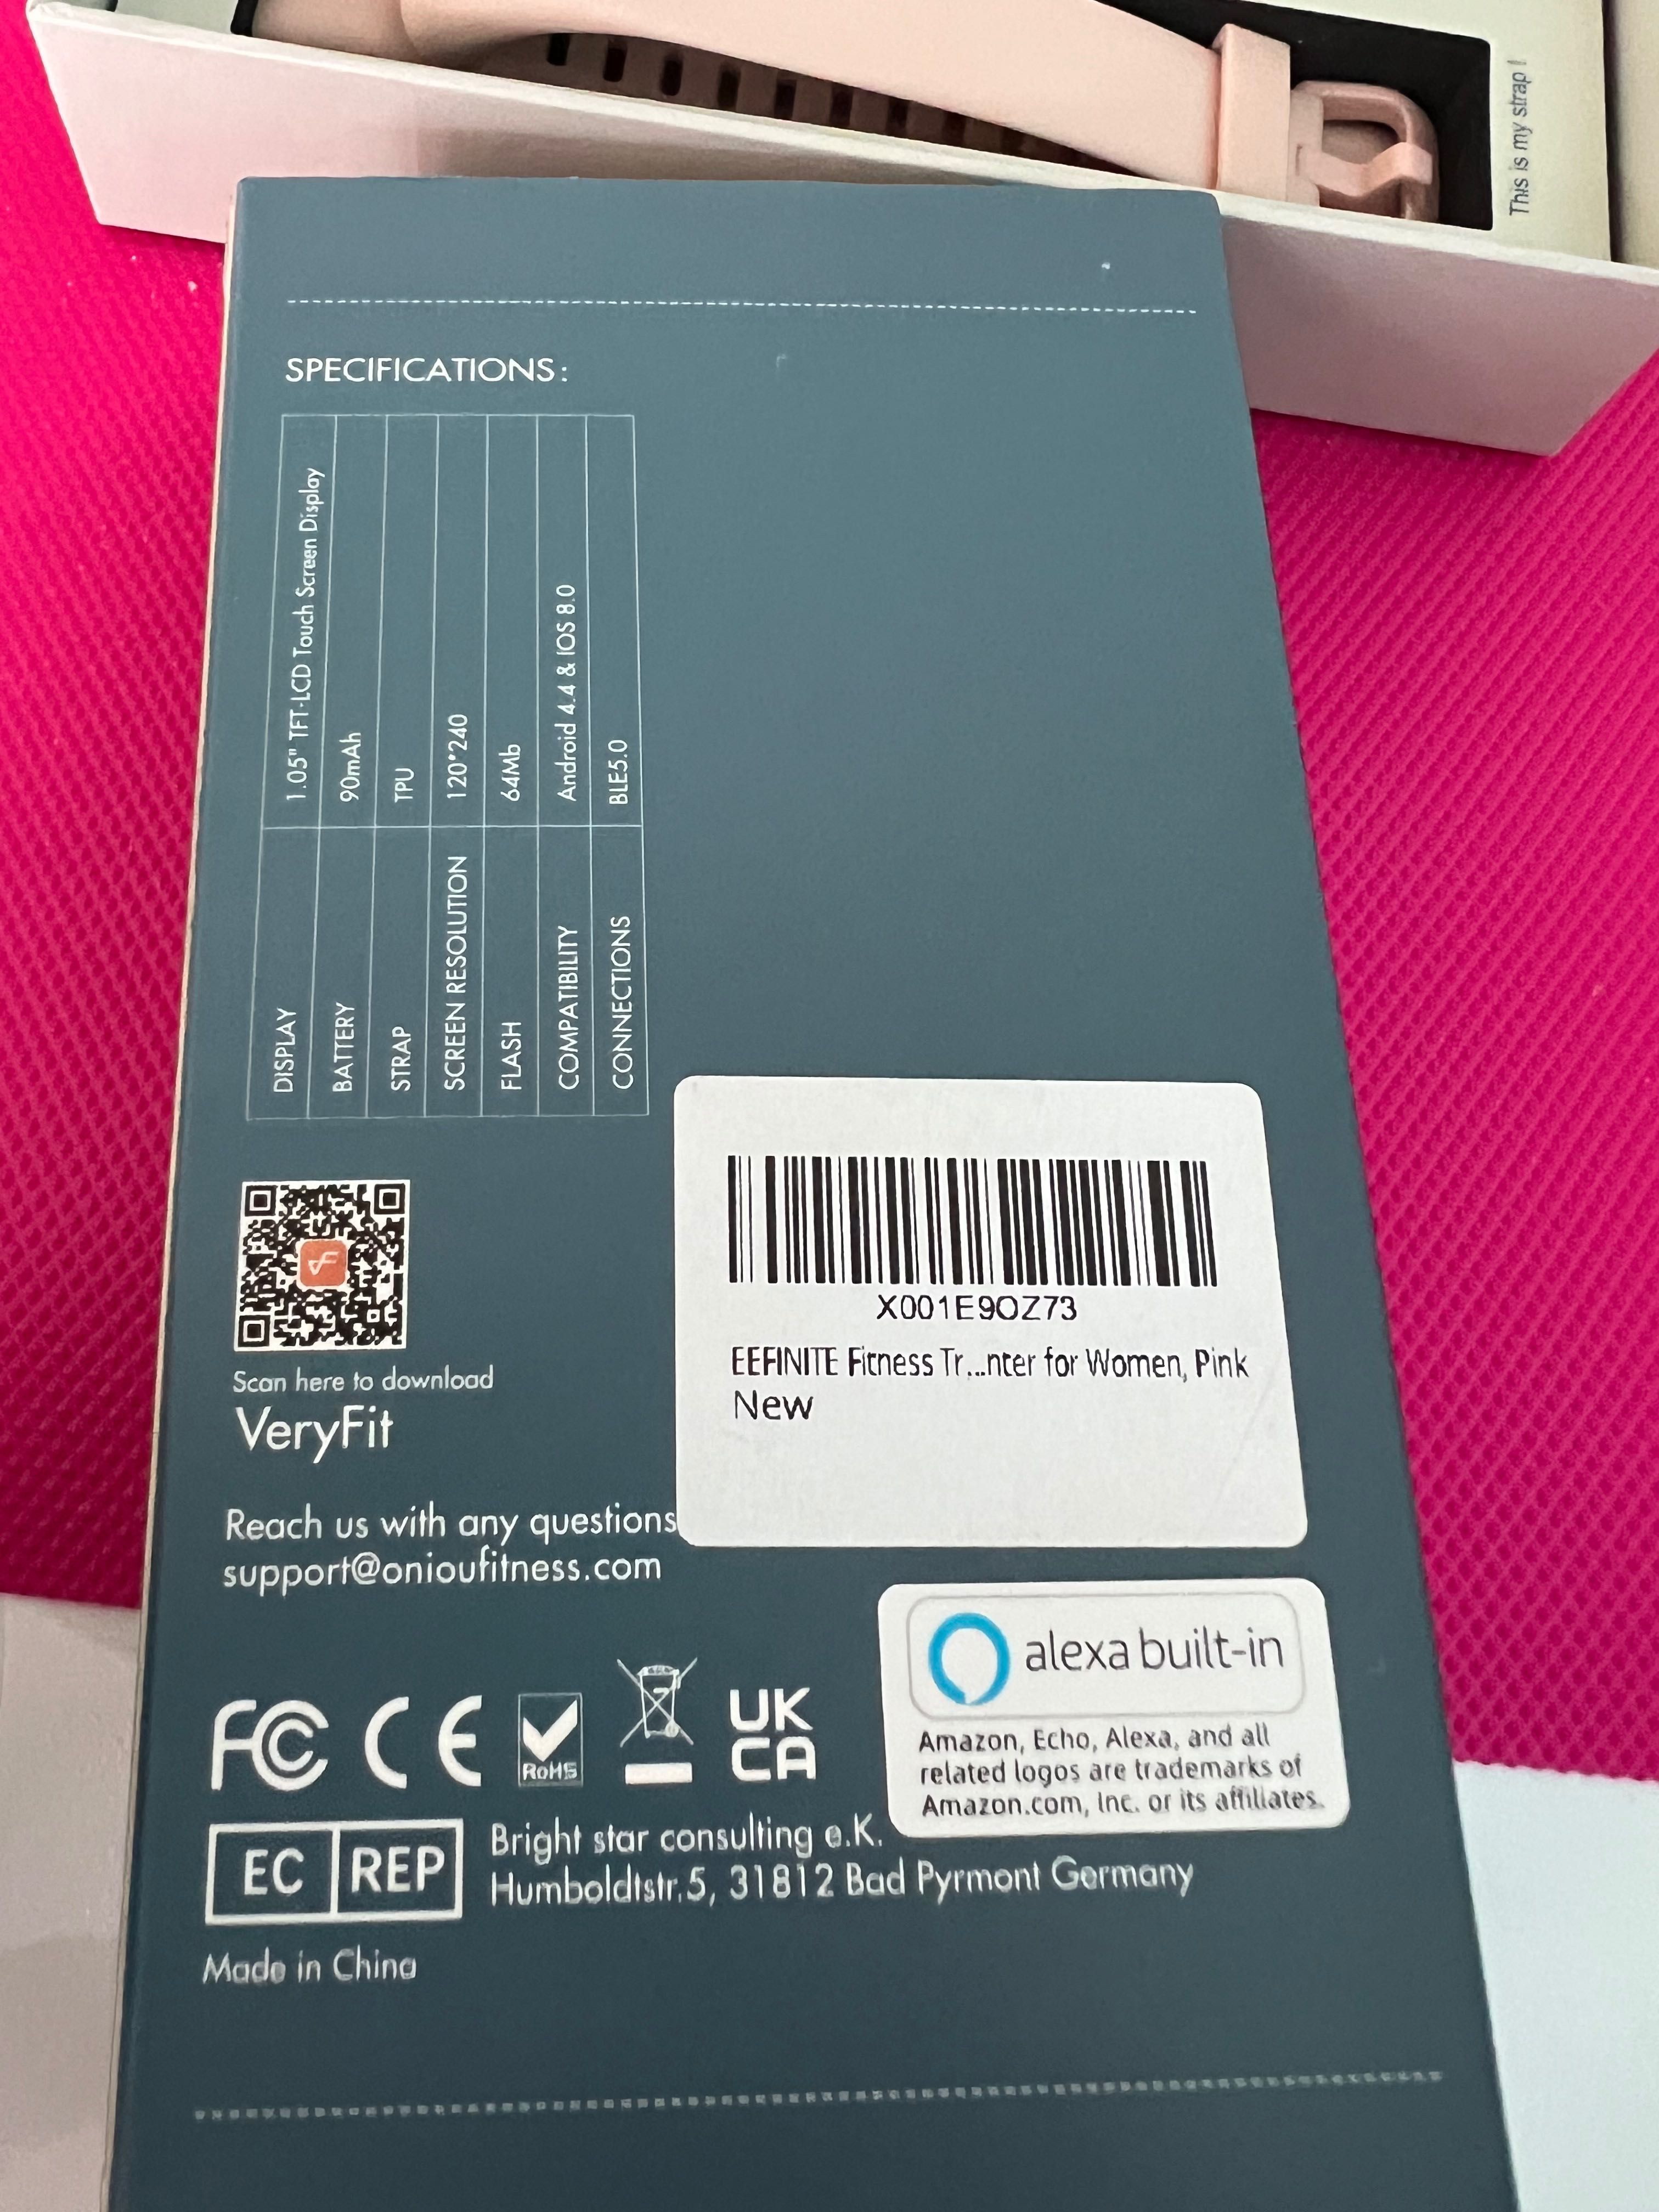 This is my strap !
SPECIFICATIONS:
DISPLAY 1.05" TFT-LCD Touch Screen Display
BATTERY 90mAh
STRAP TPU
SCREEN RESOLUTION 120*240
FLASH 64Mb
COMPATIBILITY Android 4.4 & IOS 8.0
CONNECTIONS BLE5.0
X001E9OZ73
EEFINITE Fitness Tr...nter for Women, Pink
New
Scan here to download
VeryFit
Reach us with any questions
support@onioufitness.com
alexa built-in
Amazon, Echo, Alexa, and all
related logos are trademarks of
Amazon.com, Inc. or its affiliates.
FC CE RoHS UK
CA
EC REP
Bright star consulting e.K.
Humboldtstr.5, 31812 Bad Pyrmont Germany
Made in China